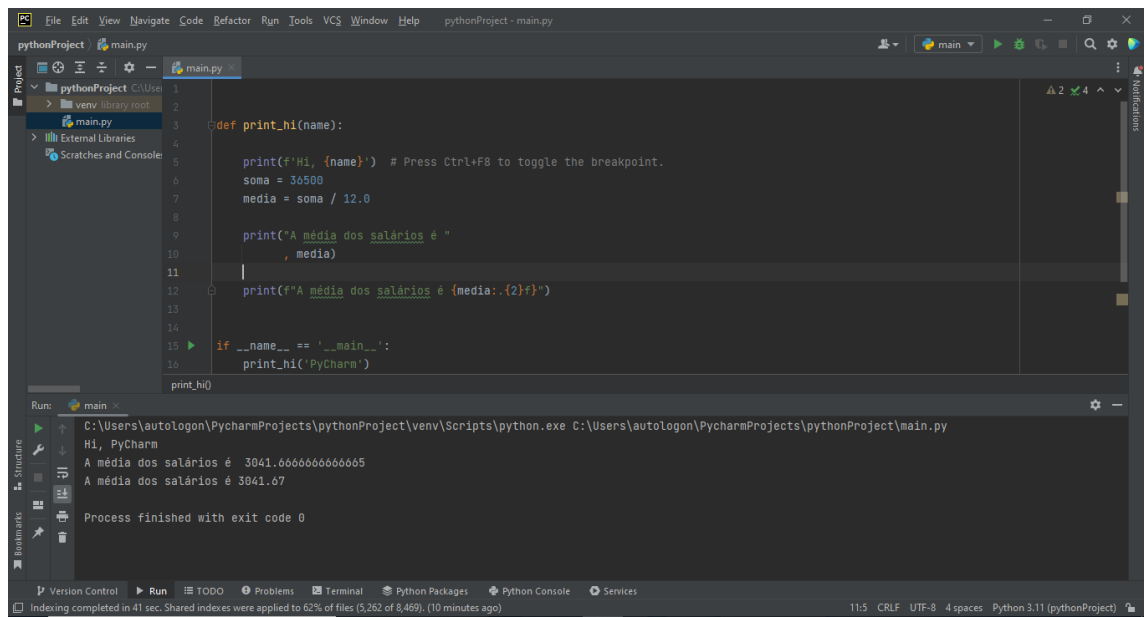 PC File Edit View Navigate Code Refactor Run Tools VCS Window Help pythonProject - main.py
pythonProject main.py main
Project main.py
pythonProject C:\Use 1 2 4
venv library root 2
main.py 3 def print_hi(name):
External Libraries 4
Scratches and Console 5 print(f'Hi, {name}') # Press Ctrl+F8 to toggle the breakpoint.
6 soma = 36500
7 media = soma / 12.0
8
9 print("A média dos salários é "
10 , media)
11
12 print(f"A média dos salários é {media:.{2}f}")
13
14
15 if __name__ == '__main__':
16 print_hi('PyCharm')
print_hi()
Notifications
Run: main
C:\Users\autologon\PycharmProjects\pythonProject\venv\Scripts\python.exe C:\Users\autologon\PycharmProjects\pythonProject\main.py
Hi, PyCharm
A média dos salários é  3041.6666666666665
A média dos salários é 3041.67
Process finished with exit code 0
Structure
Bookmarks
Version Control Run TODO Problems Terminal Python Packages Python Console Services
Indexing completed in 41 sec. Shared indexes were applied to 62% of files (5,262 of 8,469). (10 minutes ago) 11:5 CRLF UTF-8 4 spaces Python 3.11 (pythonProject)